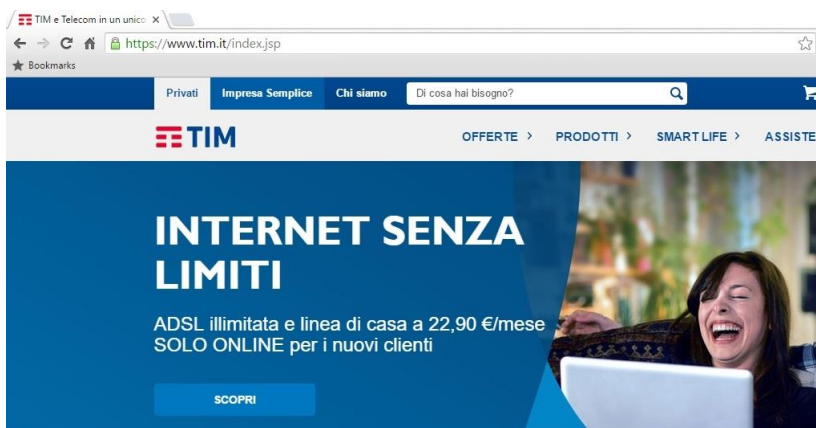 TIM e Telecom in un unico
https://www.tim.it/index.jsp
Bookmarks
Privati Impresa Semplice Chi siamo Di cosa hai bisogno?
TIM OFFERTE > PRODOTTI > SMART LIFE > ASSISTE
INTERNET SENZA
LIMITI
ADSL illimitata e linea di casa a 22,90 €/mese
SOLO ONLINE per i nuovi clienti
SCOPRI